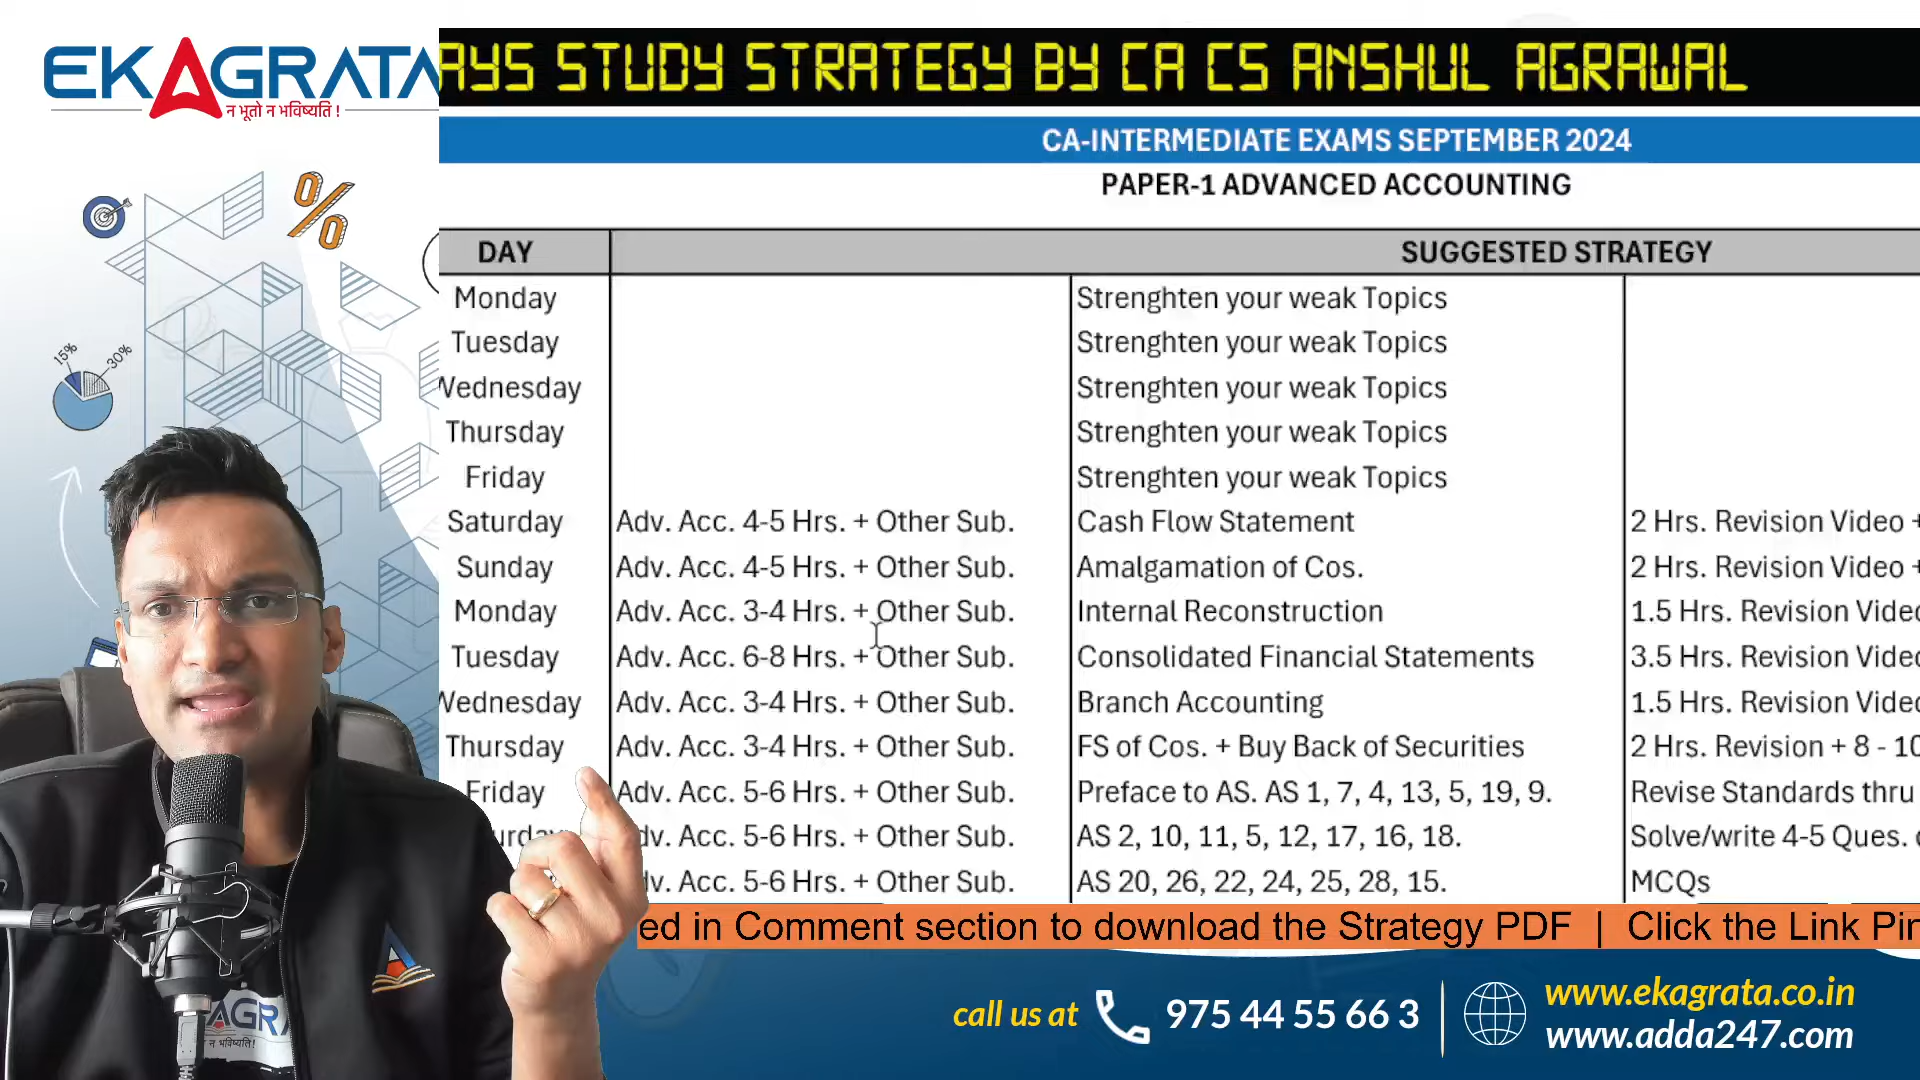 EKAGRATA
न भूतो न भविष्यति !
AYS STUDY STRATEGY BY CA CS ANSHUL AGRAWAL
CA-INTERMEDIATE EXAMS SEPTEMBER 2024
PAPER-1 ADVANCED ACCOUNTING
DAY SUGGESTED STRATEGY
Monday Strenghten your weak Topics
Tuesday Strenghten your weak Topics
Wednesday Strenghten your weak Topics
Thursday Strenghten your weak Topics
Friday Strenghten your weak Topics
Saturday Adv. Acc. 4-5 Hrs. + Other Sub. Cash Flow Statement 2 Hrs. Revision Video +
Sunday Adv. Acc. 4-5 Hrs. + Other Sub. Amalgamation of Cos. 2 Hrs. Revision Video +
Monday Adv. Acc. 3-4 Hrs. + Other Sub. Internal Reconstruction 1.5 Hrs. Revision Video
Tuesday Adv. Acc. 6-8 Hrs. + Other Sub. Consolidated Financial Statements 3.5 Hrs. Revision Video
Wednesday Adv. Acc. 3-4 Hrs. + Other Sub. Branch Accounting 1.5 Hrs. Revision Video
Thursday Adv. Acc. 3-4 Hrs. + Other Sub. FS of Cos. + Buy Back of Securities 2 Hrs. Revision + 8 - 10
Friday Adv. Acc. 5-6 Hrs. + Other Sub. Preface to AS. AS 1, 7, 4, 13, 5, 19, 9. Revise Standards thru
urday dv. Acc. 5-6 Hrs. + Other Sub. AS 2, 10, 11, 5, 12, 17, 16, 18. Solve/write 4-5 Ques.
Acc. 5-6 Hrs. + Other Sub. AS 20, 26, 22, 24, 25, 28, 15. MCQs
ed in Comment section to download the Strategy PDF | Click the Link Pin
call us at 975 44 55 66 3
www.ekagrata.co.in
www.adda247.com
%
15%
30%
AGR
न भविष्यति!